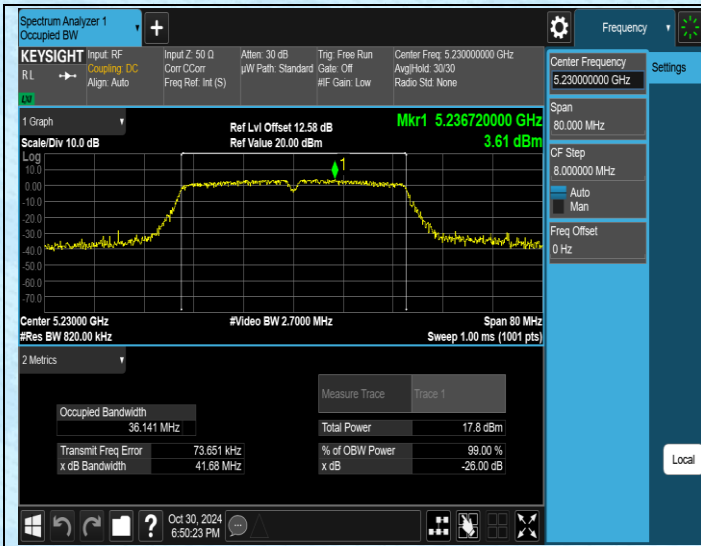 Spectrum Analyzer 1
Occupied BW
Frequency
KEYSIGHT
RL
LXI
Input: RF
Coupling: DC
Align: Auto
Input Z: 50 Ω
Corr CCorr
Freq Ref: Int (S)
Atten: 30 dB
µW Path: Standard
Trig: Free Run
Gate: Off
#IF Gain: Low
Center Freq: 5.230000000 GHz
Avg|Hold: 30/30
Radio Std: None
Center Frequency
5.230000000 GHz
Settings
Span
80.000 MHz
CF Step
8.000000 MHz
Auto
Man
Freq Offset
0 Hz
1 Graph
Scale/Div 10.0 dB
Ref Lvl Offset 12.58 dB
Ref Value 20.00 dBm
Mkr1 5.236720000 GHz
3.61 dBm
Log
10.0
0.00
-10.0
-20.0
-30.0
-40.0
-50.0
-60.0
-70.0
1
Center 5.23000 GHz
#Res BW 820.00 kHz
#Video BW 2.7000 MHz
Span 80 MHz
Sweep 1.00 ms (1001 pts)
2 Metrics
Measure Trace
Trace 1
Occupied Bandwidth
36.141 MHz
Total Power
17.8 dBm
Transmit Freq Error
73.651 kHz
% of OBW Power
99.00 %
x dB Bandwidth
41.68 MHz
x dB
-26.00 dB
Local
?
Oct 30, 2024
6:50:23 PM